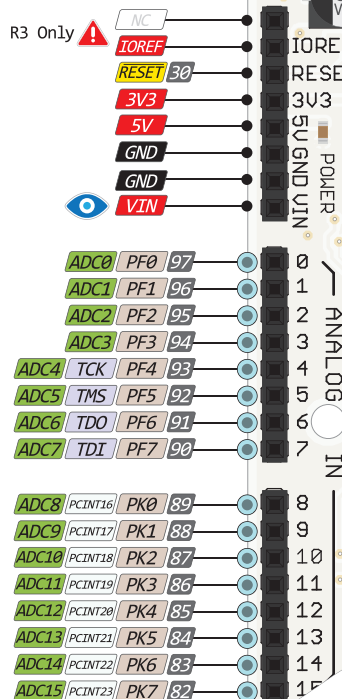 NC
R3 Only IOREF IORE
RESET 30 RESE
3V3 3V3
5V 5V
GND GND
GND
VIN VIN
POWER
ADC0 PF0 97 0
ADC1 PF1 96 1
ADC2 PF2 95 2
ADC3 PF3 94 3
ADC4 TCK PF4 93 4
ADC5 TMS PF5 92 5
ADC6 TDO PF6 91 6
ADC7 TDI PF7 90 7
ANALOG IN
ADC8 PCINT16 PK0 89 8
ADC9 PCINT17 PK1 88 9
ADC10 PCINT18 PK2 87 10
ADC11 PCINT19 PK3 86 11
ADC12 PCINT20 PK4 85 12
ADC13 PCINT21 PK5 84 13
ADC14 PCINT22 PK6 83 14
ADC15 PCINT23 PK7 82 15